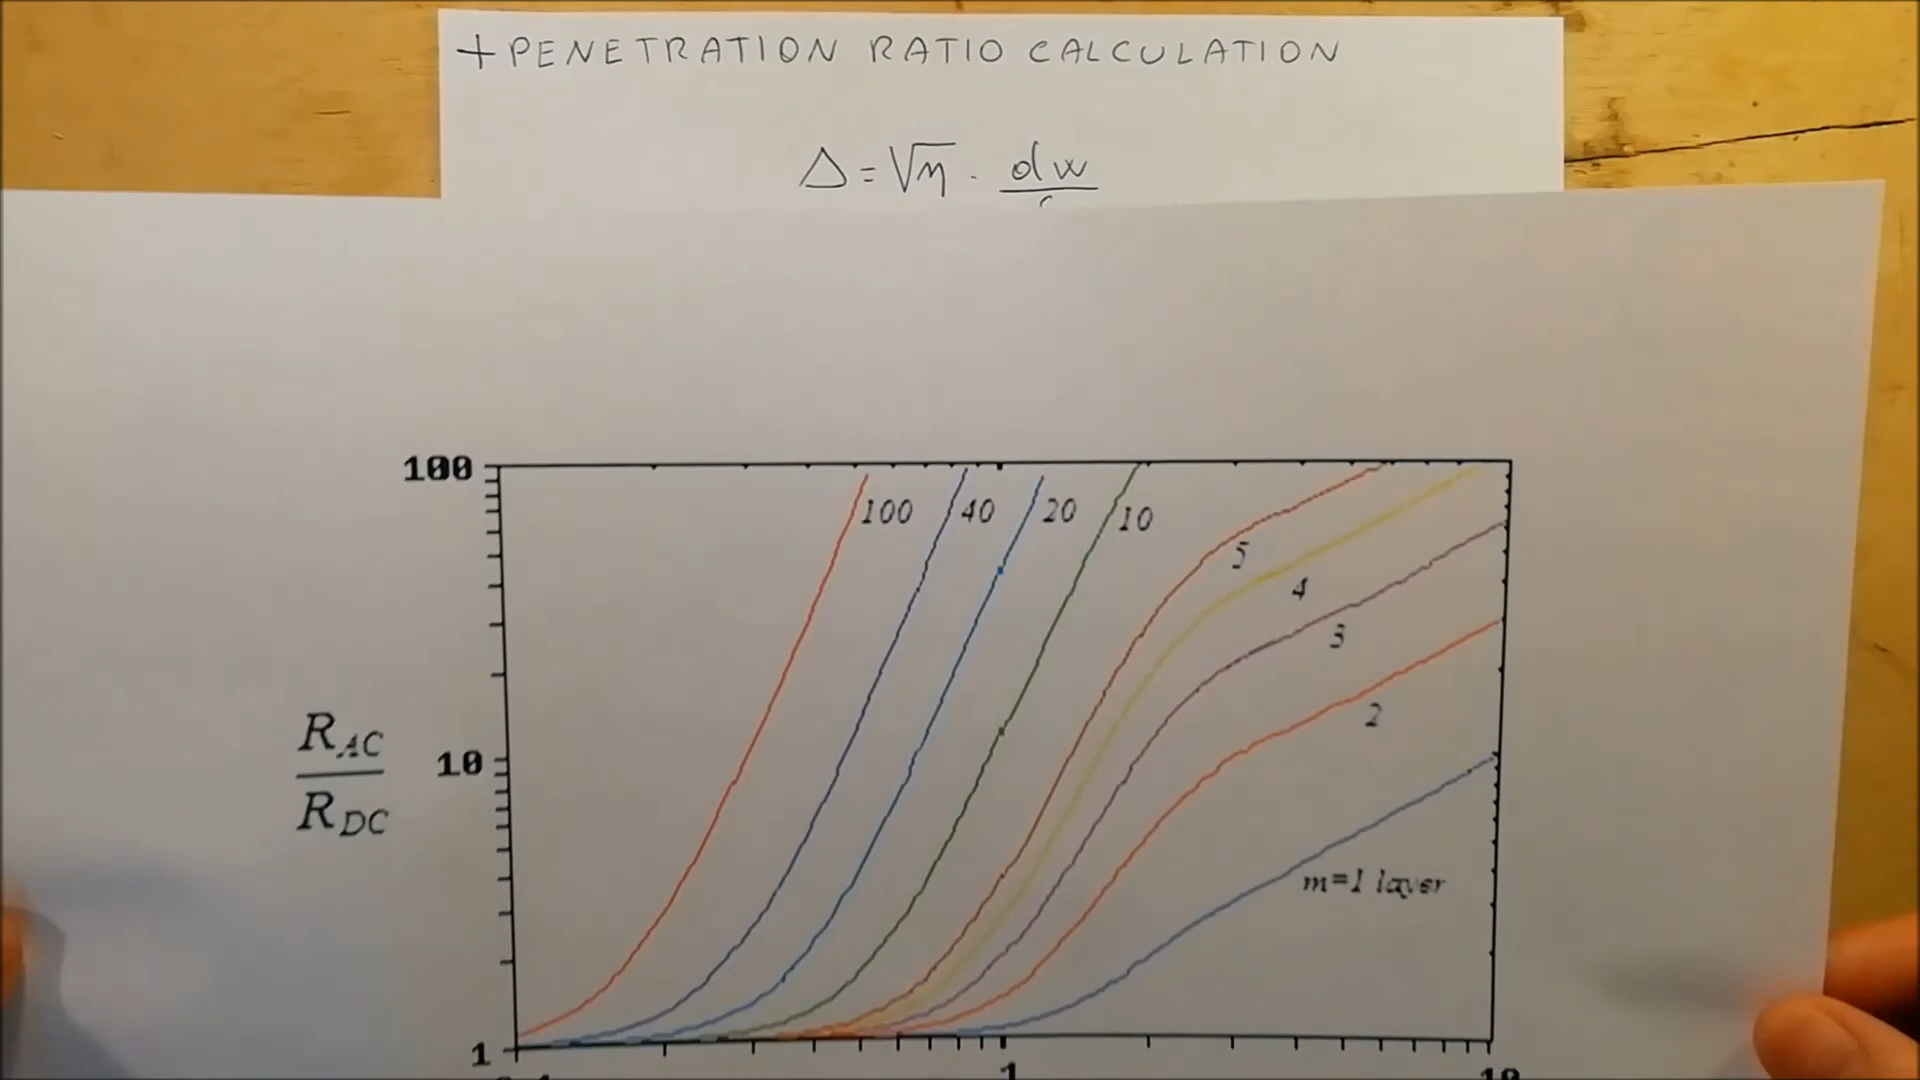 + PENETRATION RATIO CALCULATION
Δ = √η · dw
100
100
40
20
10
5
4
3
2
R_AC
10
R_DC
m=1 layer
1
1
10